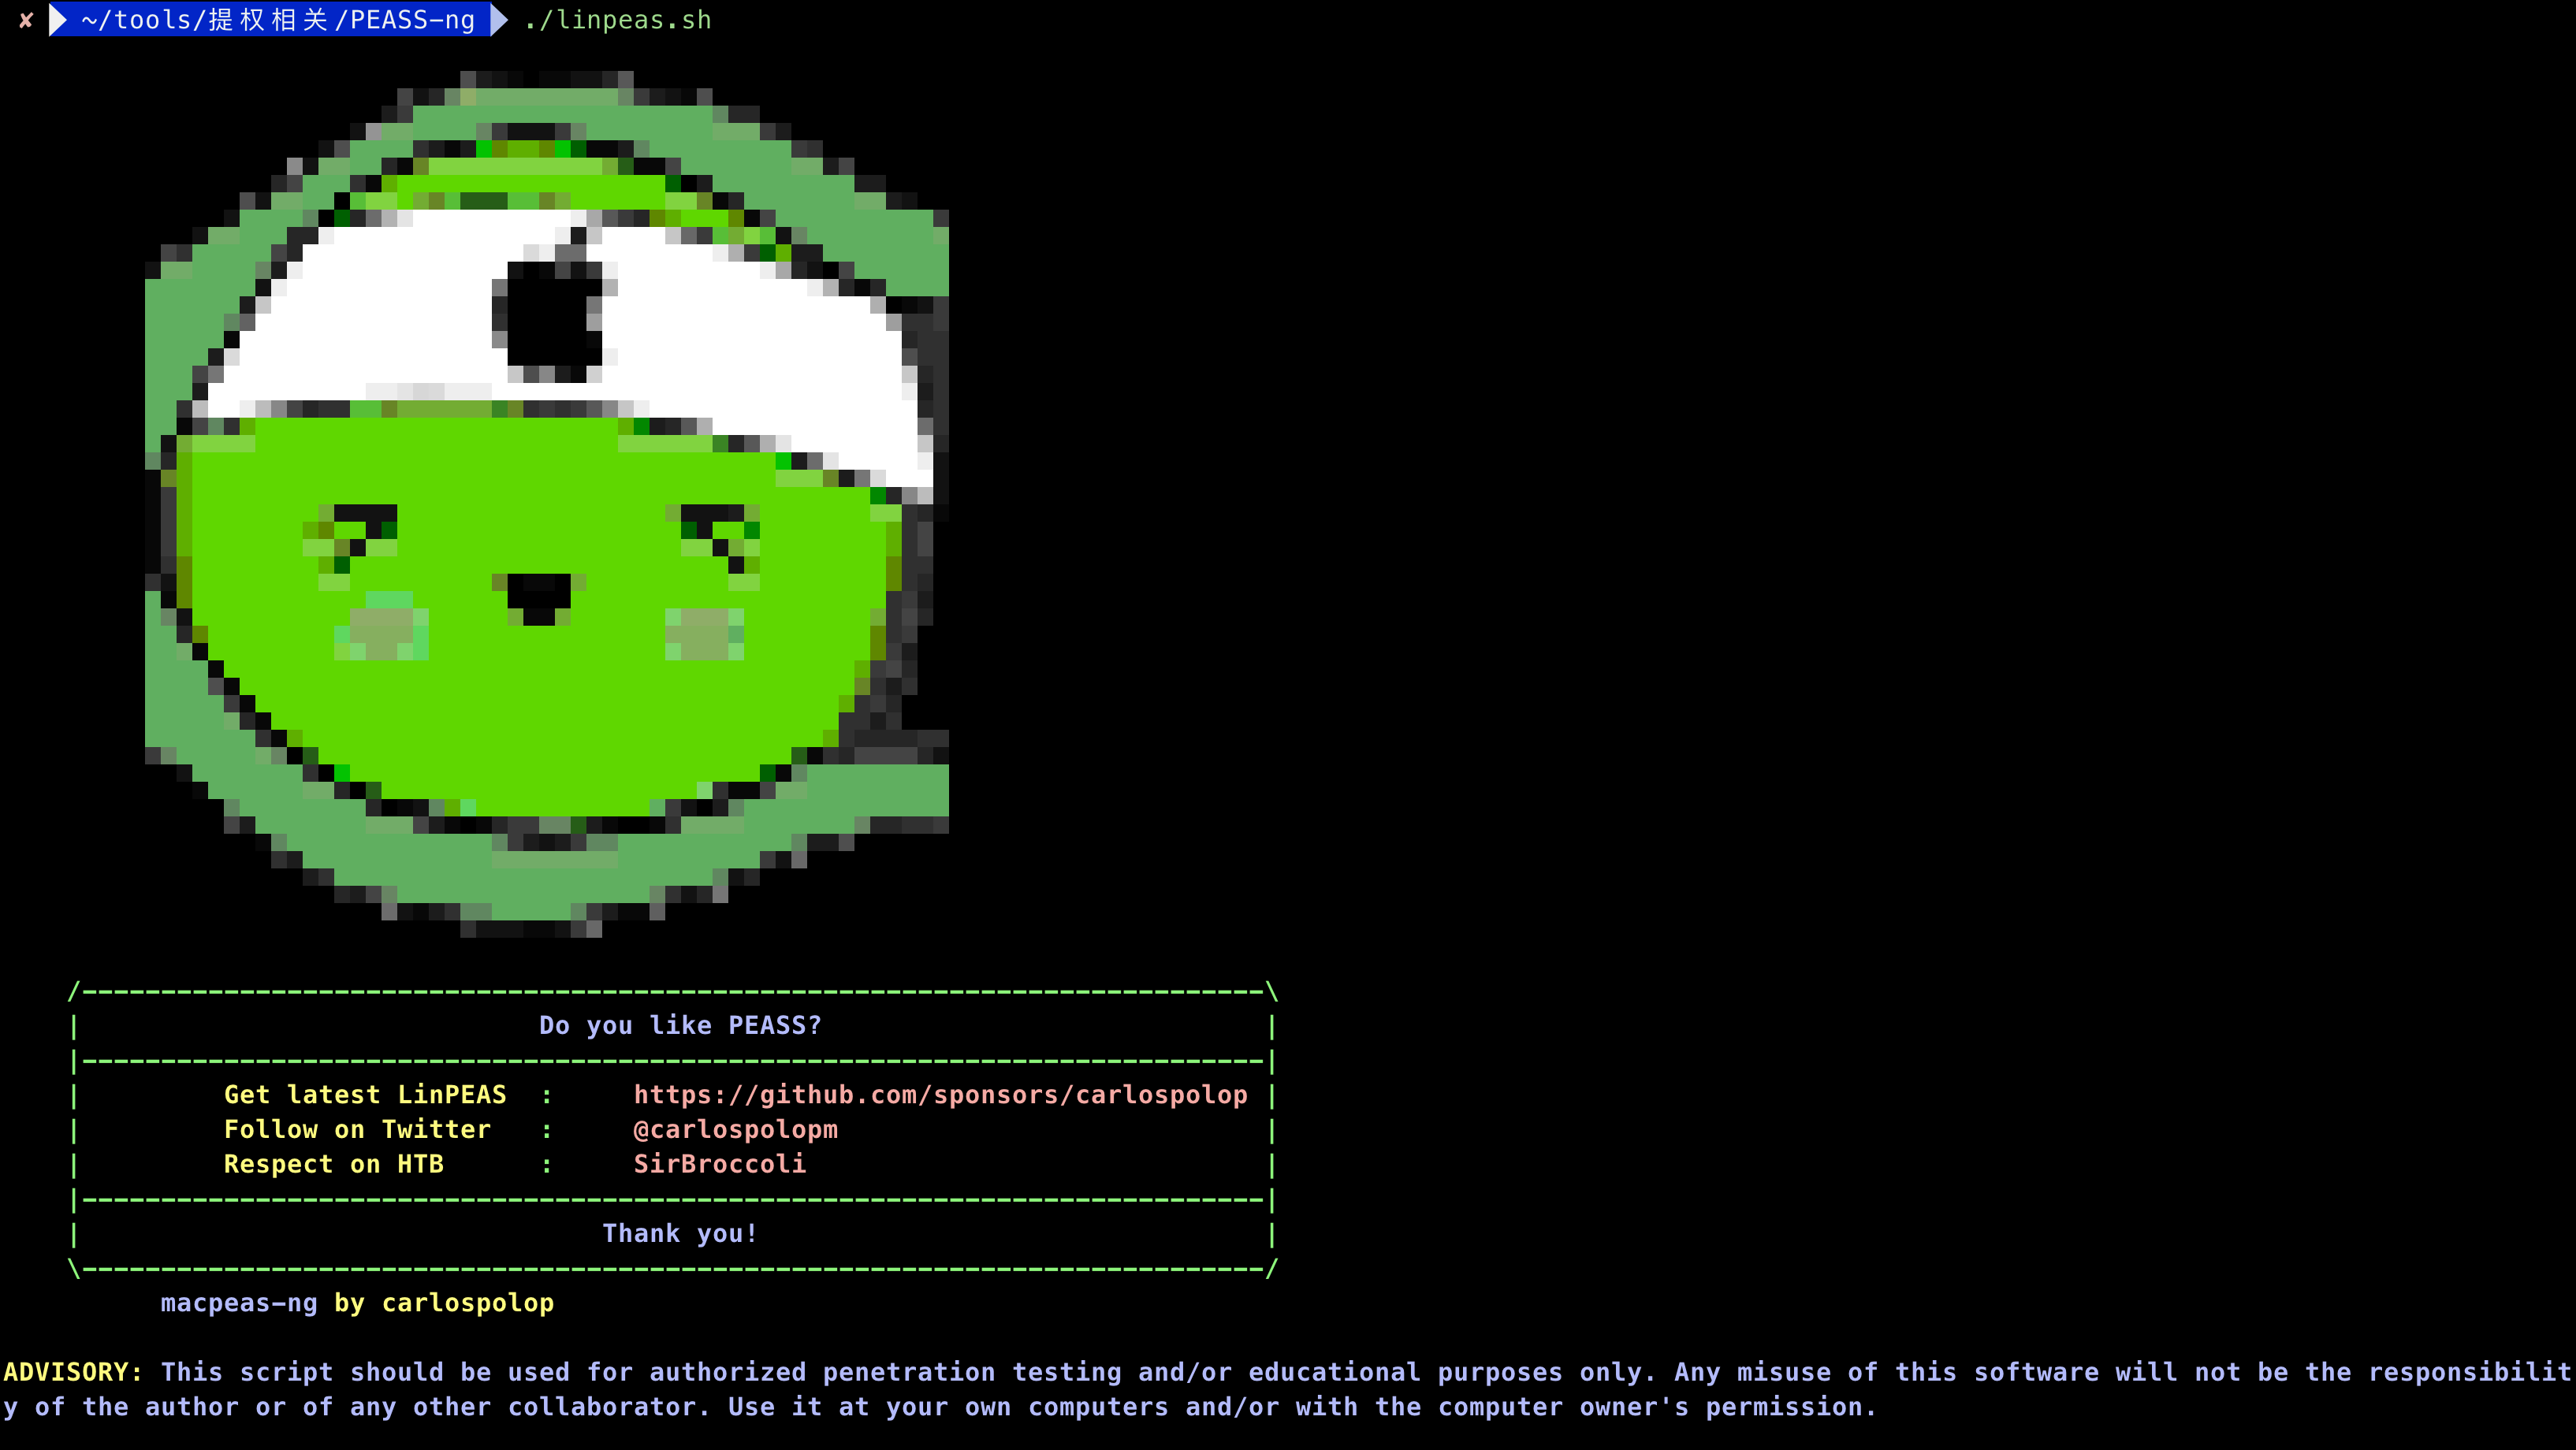 ✘ ~/tools/提权相关/PEASS-ng ./linpeas.sh
/---------------------------------------------------------------------------\
| Do you like PEASS? |
|---------------------------------------------------------------------------|
| Get latest LinPEAS : https://github.com/sponsors/carlospolop |
| Follow on Twitter : @carlospolopm |
| Respect on HTB : SirBroccoli |
|---------------------------------------------------------------------------|
| Thank you! |
\---------------------------------------------------------------------------/
macpeas-ng by carlospolop
ADVISORY: This script should be used for authorized penetration testing and/or educational purposes only. Any misuse of this software will not be the responsibilit
y of the author or of any other collaborator. Use it at your own computers and/or with the computer owner's permission.